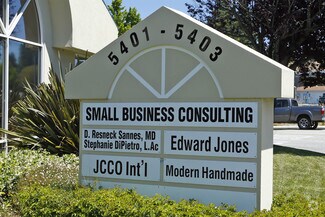 5401 - 5403
SMALL BUSINESS CONSULTING
D. Resneck Sannes, MD
Stephanie DiPietro, L.Ac
Edward Jones
JCCO Int'l
Modern Handmade